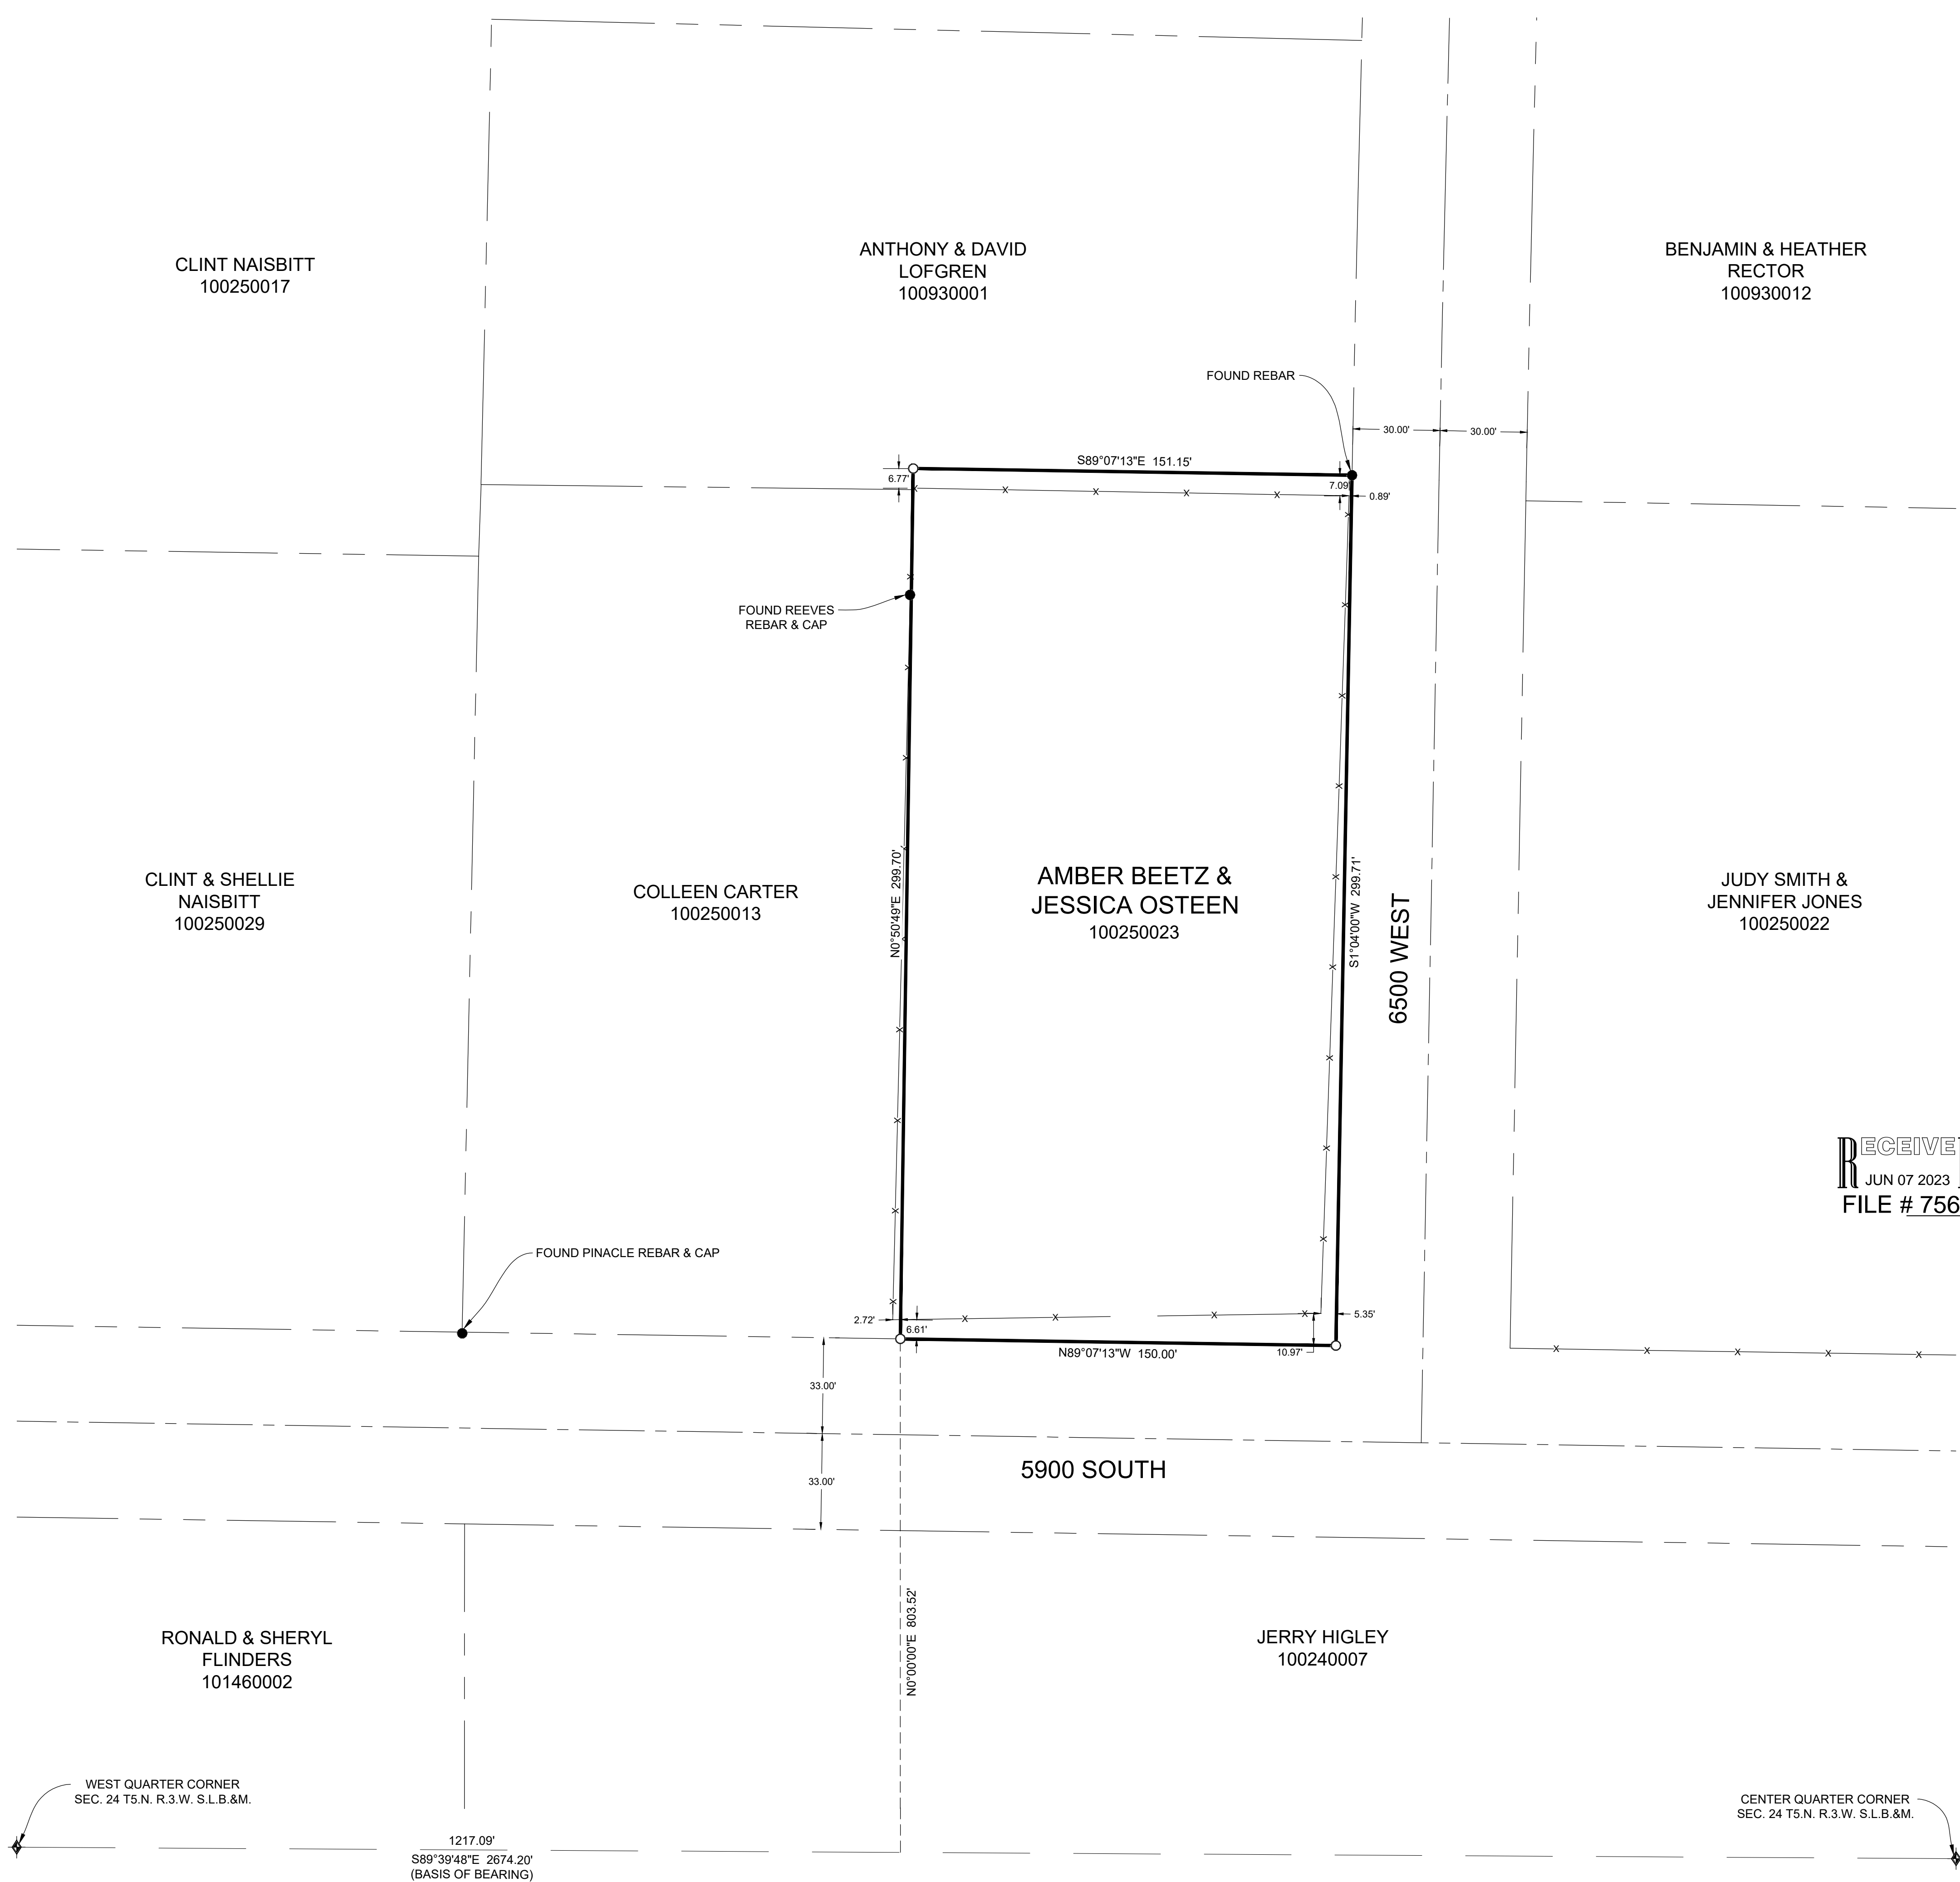 CLINT NAISBITT
100250017
ANTHONY & DAVID
LOFGREN
100930001
BENJAMIN & HEATHER
RECTOR
100930012
FOUND REBAR
30.00'
30.00'
S89°07'13"E 151.15'
6.77'
7.09'
0.89'
FOUND REEVES
REBAR & CAP
CLINT & SHELLIE
NAISBITT
100250029
COLLEEN CARTER
100250013
N0°50'49"E 299.70'
AMBER BEETZ &
JESSICA OSTEEN
100250023
S1°04'00"W 299.71'
6500 WEST
JUDY SMITH &
JENNIFER JONES
100250022
RECEIVE
JUN 07 2023
FILE # 756
FOUND PINACLE REBAR & CAP
2.72'
6.61'
5.35'
10.97'
N89°07'13"W 150.00'
33.00'
33.00'
5900 SOUTH
N0°00'00"E 803.52'
RONALD & SHERYL
FLINDERS
101460002
JERRY HIGLEY
100240007
WEST QUARTER CORNER
SEC. 24 T5.N. R.3.W. S.L.B.&M.
CENTER QUARTER CORNER
SEC. 24 T5.N. R.3.W. S.L.B.&M.
1217.09'
S89°39'48"E 2674.20'
(BASIS OF BEARING)